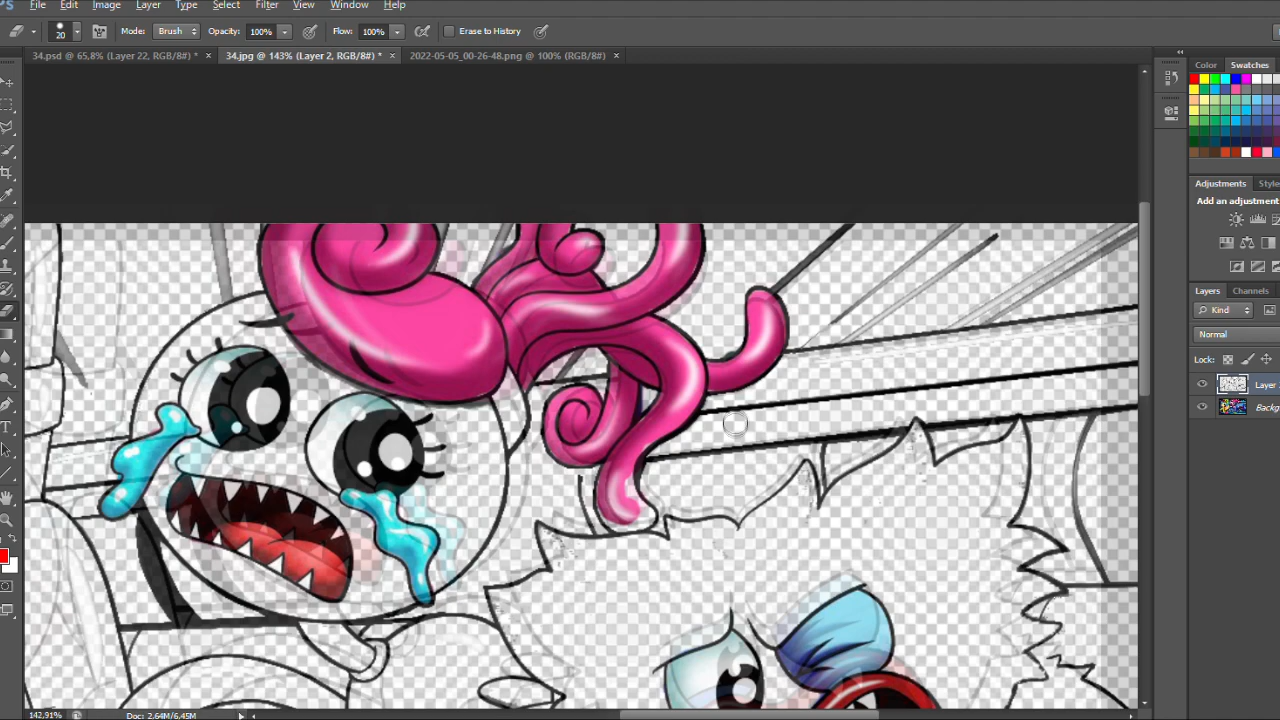 File Edit Image Layer Type Select Filter View Window Help
20 Mode: Brush Opacity: 100% Flow: 100% Erase to History
34.psd @ 65,8% (Layer 22, RGB/8#) * × 34.jpg @ 143% (Layer 2, RGB/8#) * × 2022-05-05_00-26-48.png @ 100% (RGB/8#) ×
Color Swatches
Adjustments Style
Add an adjustment
Layers Channels
Kind
Normal
Lock:
Layer
Backg
142,91% Doc: 2,64M/6,45M